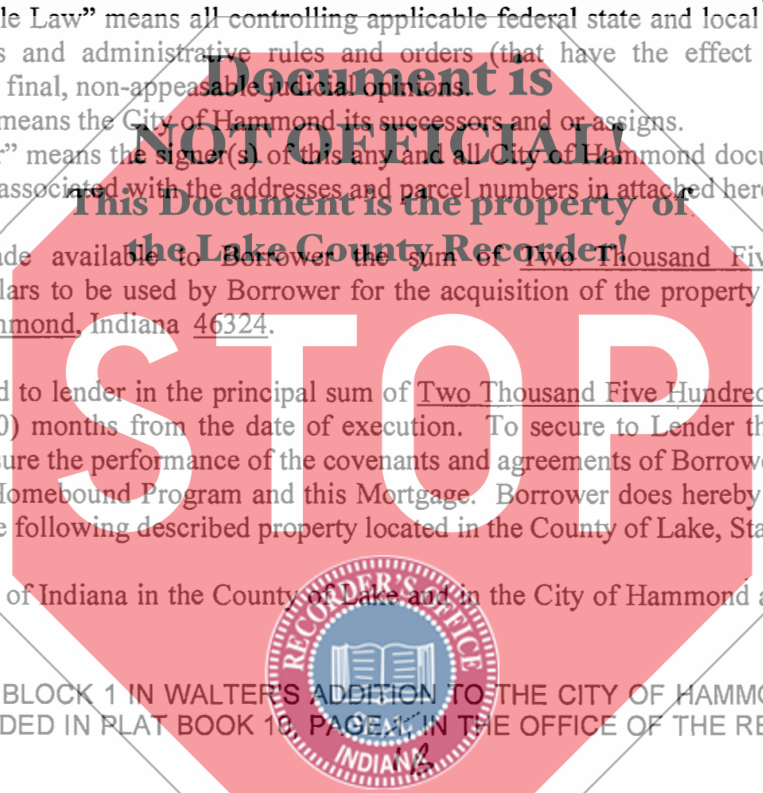 le Law” means all controlling applicable federal state and local
s and administrative rules and orders (that have the effect
final, non-appeasable judicial opinions.
means the City of Hammond its successors and or assigns.
r” means the signer(s) of this any and all City of Hammond docu
associated with the addresses and parcel numbers in attached here
Document is
NOT OFFICIAL!
This Document is the property of
the Lake County Recorder!
ade available to Borrower the sum of Two Thousand Fiv
lars to be used by Borrower for the acquisition of the property
mmond, Indiana 46324.
STOP
d to lender in the principal sum of Two Thousand Five Hundred
0) months from the date of execution. To secure to Lender th
sure the performance of the covenants and agreements of Borrowe
Homebound Program and this Mortgage. Borrower does hereby
e following described property located in the County of Lake, Sta
of Indiana in the County of Lake and in the City of Hammond a
RECORDER'S OFFICE
SEAL
INDIANA
BLOCK 1 IN WALTER'S ADDITION TO THE CITY OF HAMMO
DED IN PLAT BOOK 10, PAGE 1, IN THE OFFICE OF THE RE